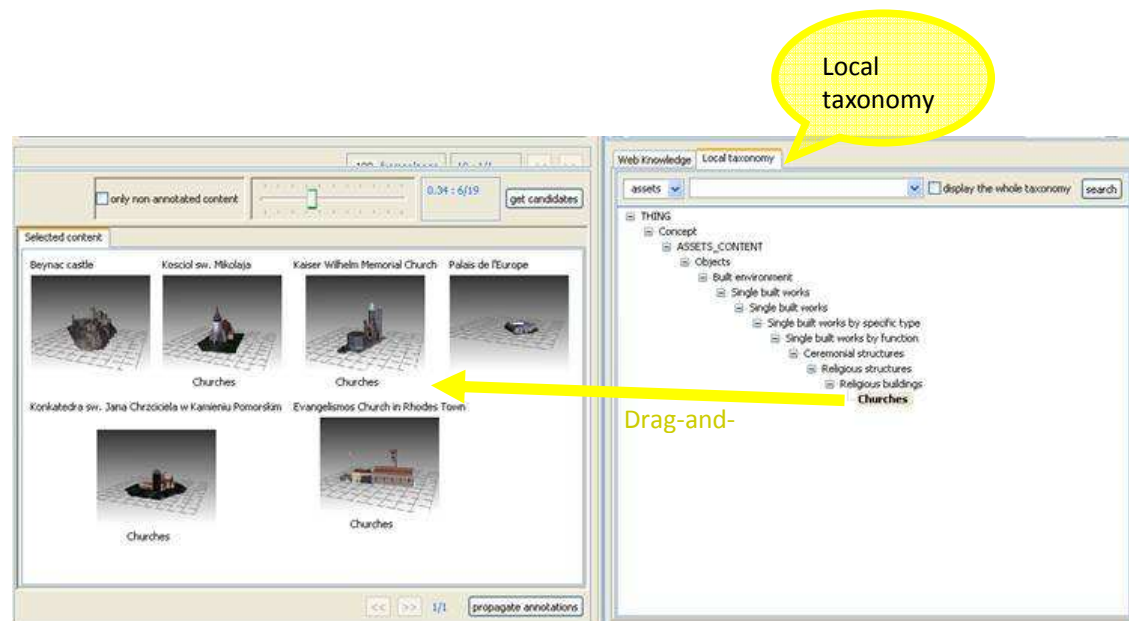 Local
taxonomy
only non annotated content
0.34 : 6/19
get candidates
Selected content
Beynac castle
Kosciol sw. Mikolaja
Kaiser Wilhelm Memorial Church
Palais de l'Europe
Churches
Churches
Konkatedra sw. Jana Chrzciciela w Kamieniu Pomorskim
Evangelismos Church in Rhodes Town
Churches
Churches
<< >> 1/1
propagate annotations
Web Knowledge
Local taxonomy
assets
display the whole taxonomy
search
THING
Concept
ASSETS_CONTENT
Objects
Built environment
Single built works
Single built works
Single built works by specific type
Single built works by function
Ceremonial structures
Religious structures
Religious buildings
Churches
Drag-and-